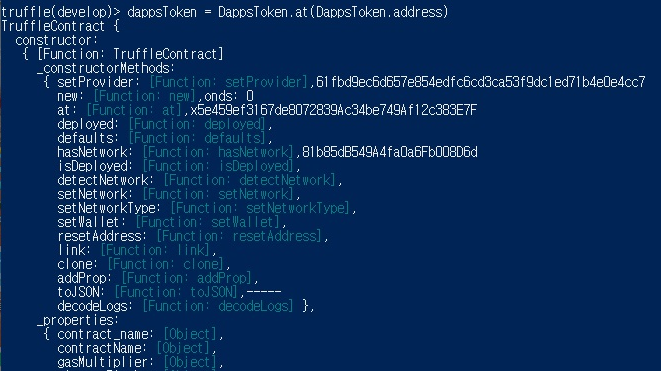 truffle(develop)> dappsToken = DappsToken.at(DappsToken.address)
TruffleContract {
  constructor:
   { [Function: TruffleContract]
     _constructorMethods:
      { setProvider: [Function: setProvider],61fbd9ec6d657e854edfc6cd3ca53f9dc1ed71b4e0e4cc7
        new: [Function: new],onds: 0
        at: [Function: at],x5e459ef3167de8072839Ac34be749Af12c383E7F
        deployed: [Function: deployed],
        defaults: [Function: defaults],
        hasNetwork: [Function: hasNetwork],81b85dB549A4fa0a6Fb008D6d
        isDeployed: [Function: isDeployed],
        detectNetwork: [Function: detectNetwork],
        setNetwork: [Function: setNetwork],
        setNetworkType: [Function: setNetworkType],
        setWallet: [Function: setWallet],
        resetAddress: [Function: resetAddress],
        link: [Function: link],
        clone: [Function: clone],
        addProp: [Function: addProp],
        toJSON: [Function: toJSON],-----
        decodeLogs: [Function: decodeLogs] },
     _properties:
      { contract_name: [Object],
        contractName: [Object],
        gasMultiplier: [Object],